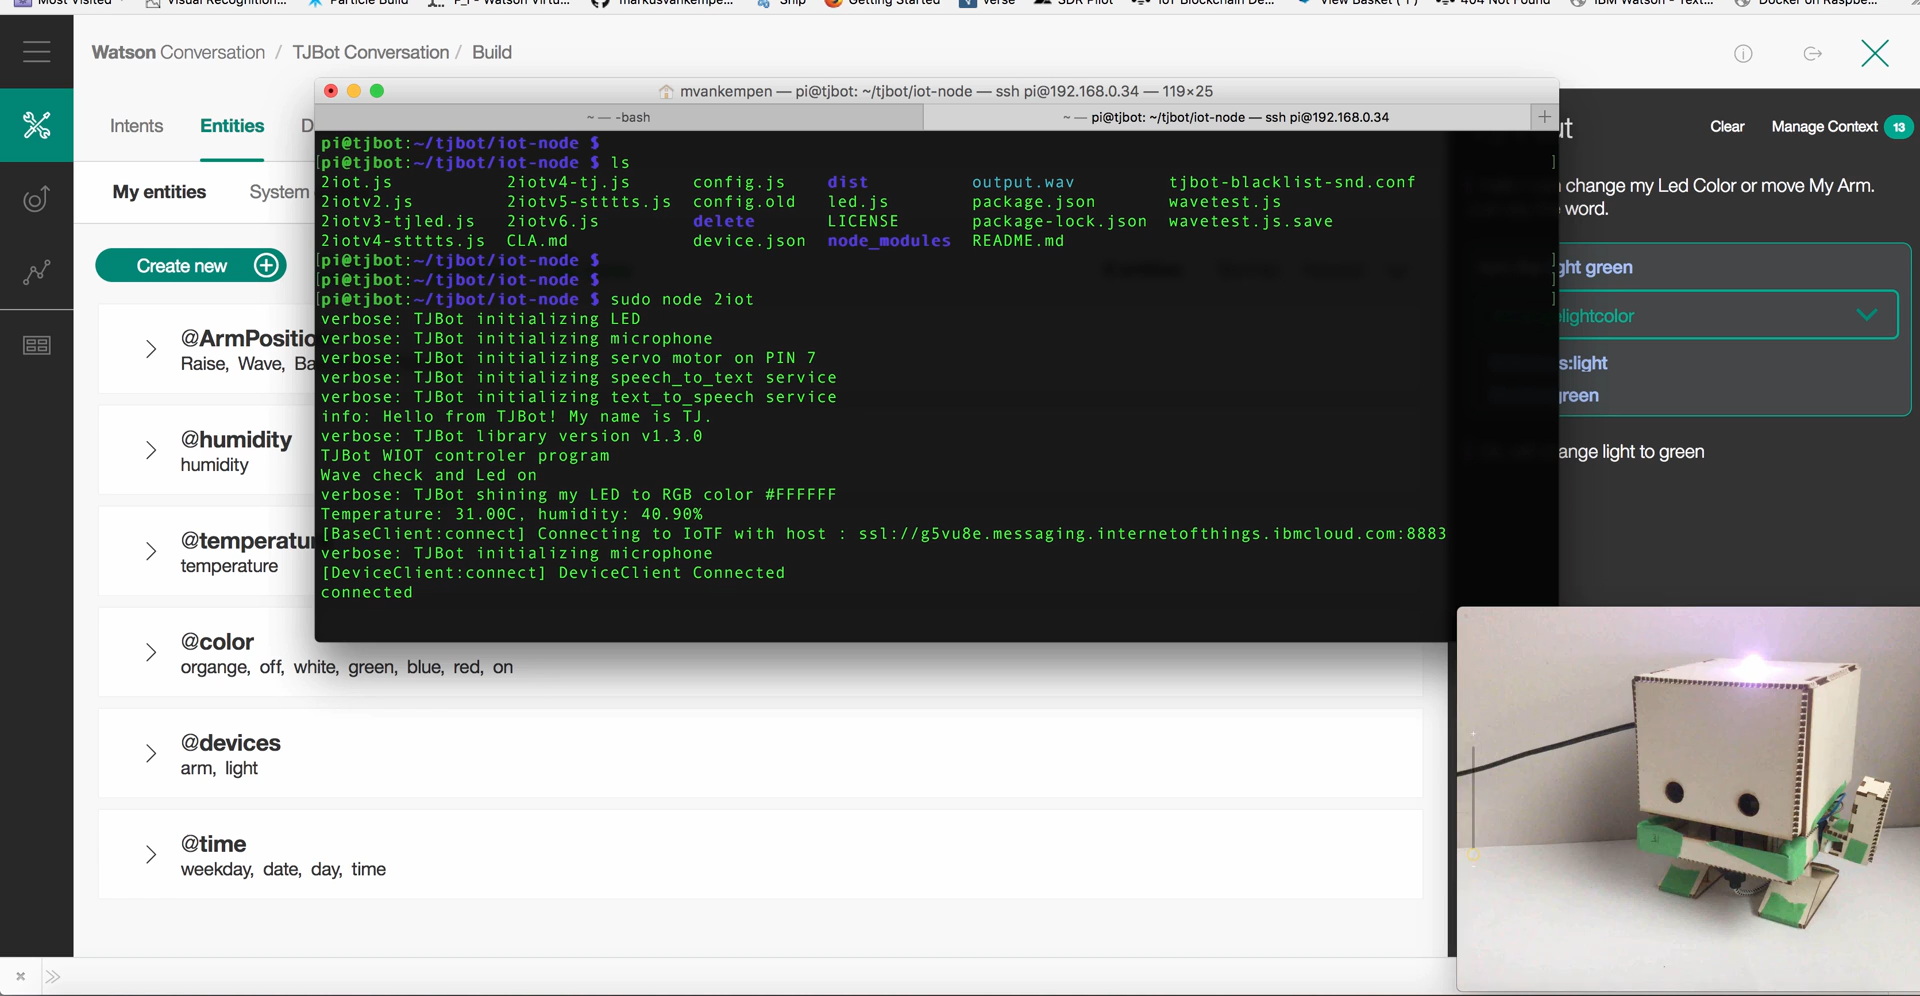 Most Visited Visual Recognition... Particle Build P_I - Watson Virtu... markusvankempe... Snip Getting Started Verse SDR Pilot IoT Blockchain De... View Basket ( 1 ) 404 Not Found IBM Watson - Text... Docker on Raspbe...
Watson Conversation / TJBot Conversation / Build
mvankempen — pi@tjbot: ~/tjbot/iot-node — ssh pi@192.168.0.34 — 119×25
~ — -bash
~ — pi@tjbot: ~/tjbot/iot-node — ssh pi@192.168.0.34
Intents Entities D
Clear Manage Context 13
My entities System
Create new
@ArmPositio
Raise, Wave, Ba
@humidity
humidity
@temperatur
temperature
@color
organge, off, white, green, blue, red, on
@devices
arm, light
@time
weekday, date, day, time
pi@tjbot:~/tjbot/iot-node $
[pi@tjbot:~/tjbot/iot-node $ ls ]
2iot.js 2iotv4-tj.js config.js dist output.wav tjbot-blacklist-snd.conf
2iotv2.js 2iotv5-sttts.js config.old led.js package.json wavetest.js
2iotv3-tjled.js 2iotv6.js delete LICENSE package-lock.json wavetest.js.save
2iotv4-stttts.js CLA.md device.json node_modules README.md
[pi@tjbot:~/tjbot/iot-node $ ]
[pi@tjbot:~/tjbot/iot-node $ ]
[pi@tjbot:~/tjbot/iot-node $ sudo node 2iot ]
verbose: TJBot initializing LED
verbose: TJBot initializing microphone
verbose: TJBot initializing servo motor on PIN 7
verbose: TJBot initializing speech_to_text service
verbose: TJBot initializing text_to_speech service
info: Hello from TJBot! My name is TJ.
verbose: TJBot library version v1.3.0
TJBot WIOT controler program
Wave check and Led on
verbose: TJBot shining my LED to RGB color #FFFFFF
Temperature: 31.00C, humidity: 40.90%
[BaseClient:connect] Connecting to IoTF with host : ssl://g5vu8e.messaging.internetofthings.ibmcloud.com:8883
verbose: TJBot initializing microphone
[DeviceClient:connect] DeviceClient Connected
connected
ut
change my Led Color or move My Arm.
word.
ght green
lightcolor
s:light
green
ange light to green